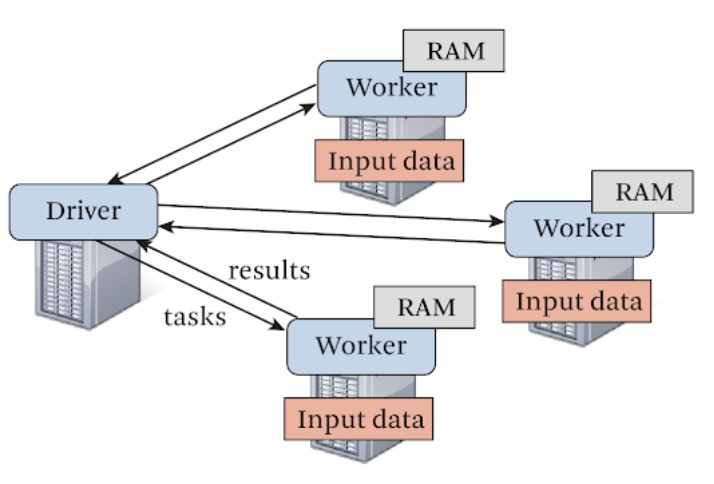 RAM
Worker
Input data
RAM
Driver
Worker
results
Input data
RAM
tasks
Worker
Input data